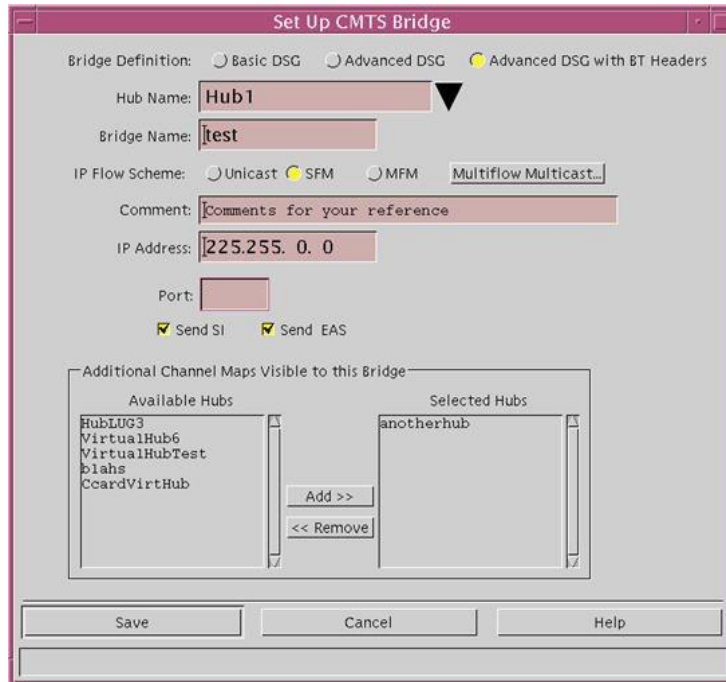 Set Up CMTS Bridge
Bridge Definition: Basic DSG Advanced DSG Advanced DSG with BT Headers
Hub Name: Hub1
Bridge Name: test
IP Flow Scheme: Unicast SFM MFM Multiflow Multicast...
Comment: Comments for your reference
IP Address: 225.255. 0. 0
Port:
Send SI Send EAS
Additional Channel Maps Visible to this Bridge
Available Hubs Selected Hubs
HubLUG3 anotherhub
VirtualHub6
VirtualHubTest
blahs
CcardVirtHub
Add >>
<< Remove
Save Cancel Help